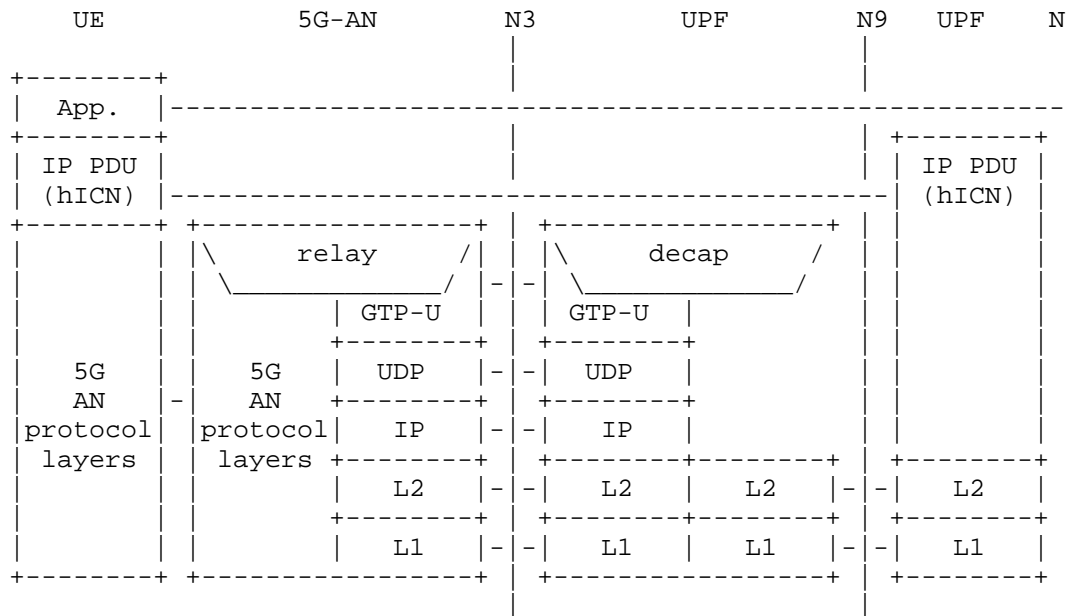 UE 5G-AN N3 UPF N9 UPF N
App.
IP PDU IP PDU
(hICN) (hICN)
relay decap
GTP-U GTP-U
5G 5G UDP UDP
AN AN
protocol protocol IP IP
layers layers
L2 L2 L2 L2
L1 L1 L1 L1